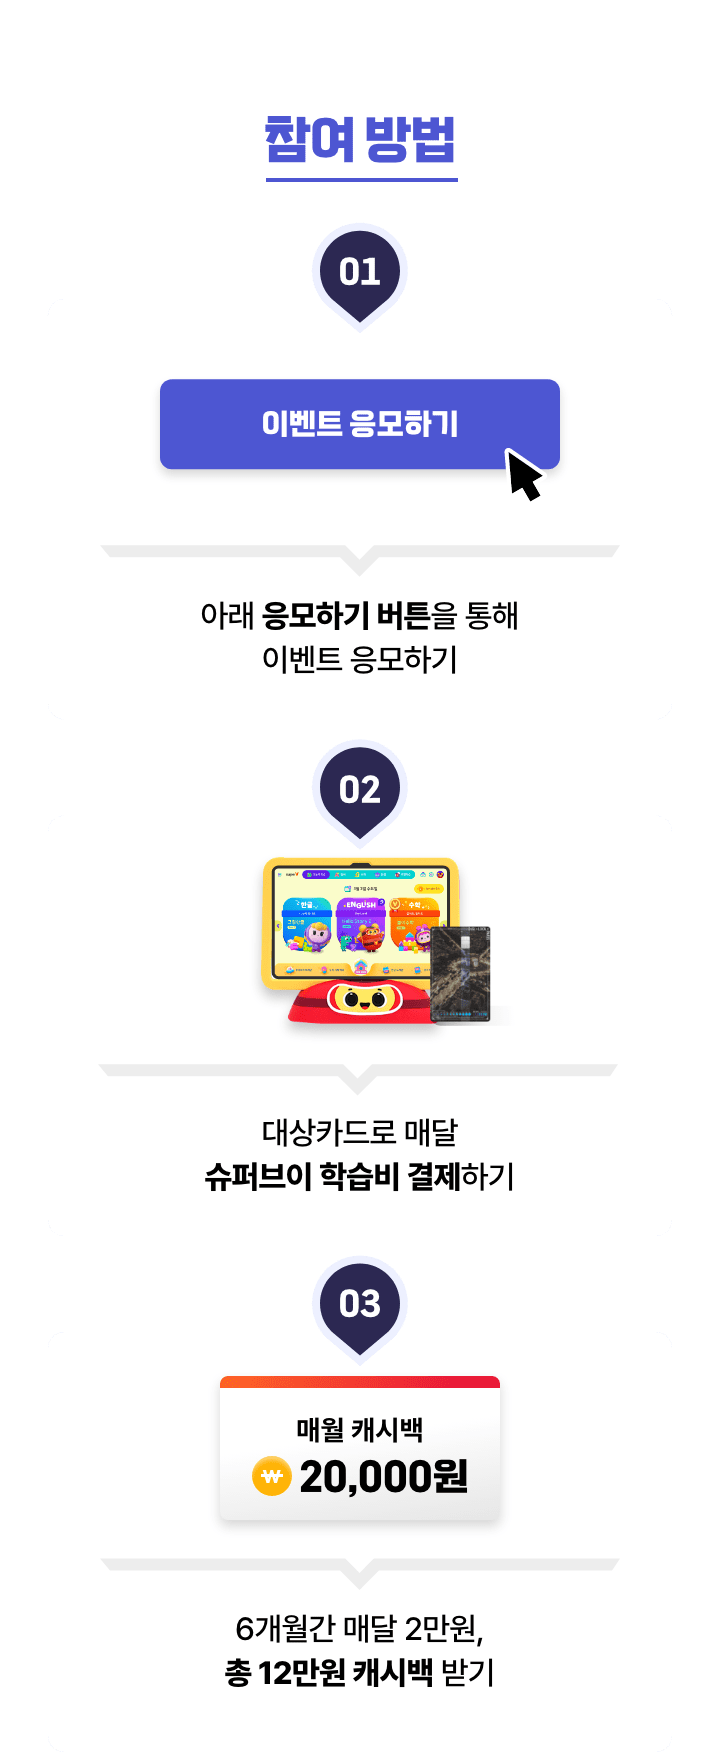 참여 방법
01
이벤트 응모하기
아래 응모하기 버튼을 통해
이벤트 응모하기
02
한글
ENGLISH
수학
대상카드로 매달
슈퍼브이 학습비 결제하기
03
매월 캐시백
₩ 20,000원
6개월간 매달 2만원,
총 12만원 캐시백 받기